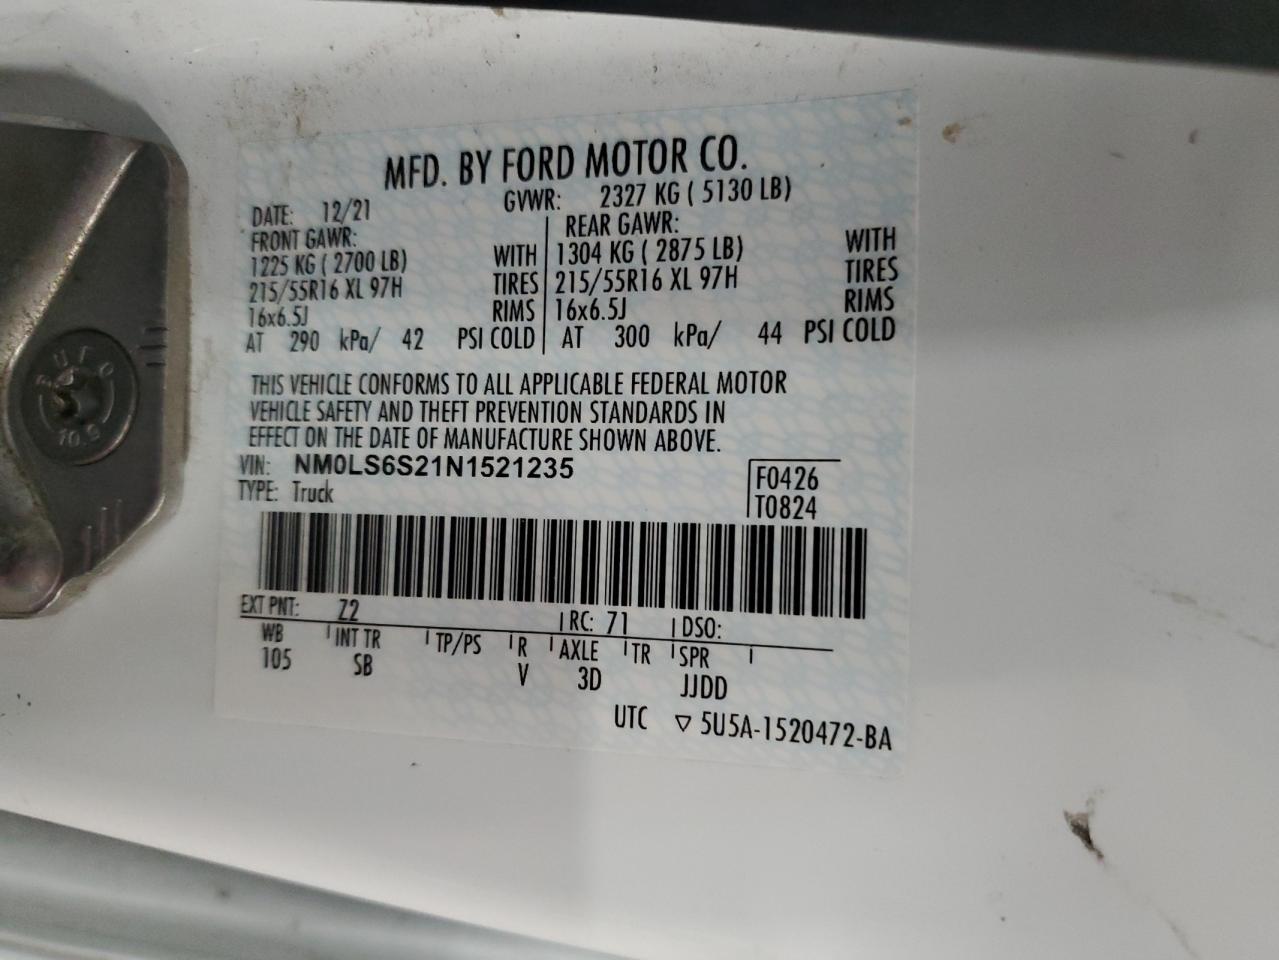 MFD. BY FORD MOTOR CO.
DATE: 12/21 GVWR: 2327 KG ( 5130 LB)
FRONT GAWR: REAR GAWR:
1225 KG ( 2700 LB) WITH 1304 KG ( 2875 LB) WITH
215/55R16 XL 97H TIRES 215/55R16 XL 97H TIRES
16x6.5J RIMS 16x6.5J RIMS
AT 290 kPa/ 42 PSI COLD AT 300 kPa/ 44 PSI COLD
THIS VEHICLE CONFORMS TO ALL APPLICABLE FEDERAL MOTOR
VEHICLE SAFETY AND THEFT PREVENTION STANDARDS IN
EFFECT ON THE DATE OF MANUFACTURE SHOWN ABOVE.
VIN: NM0LS6S21N1521235 F0426
TYPE: Truck T0824
EXT PNT: Z2 RC: 71 DSO:
WB INT TR TP/PS R AXLE TR SPR
105 SB V 3D JJDD
UTC ▽ 5U5A-1520472-BA
10.9